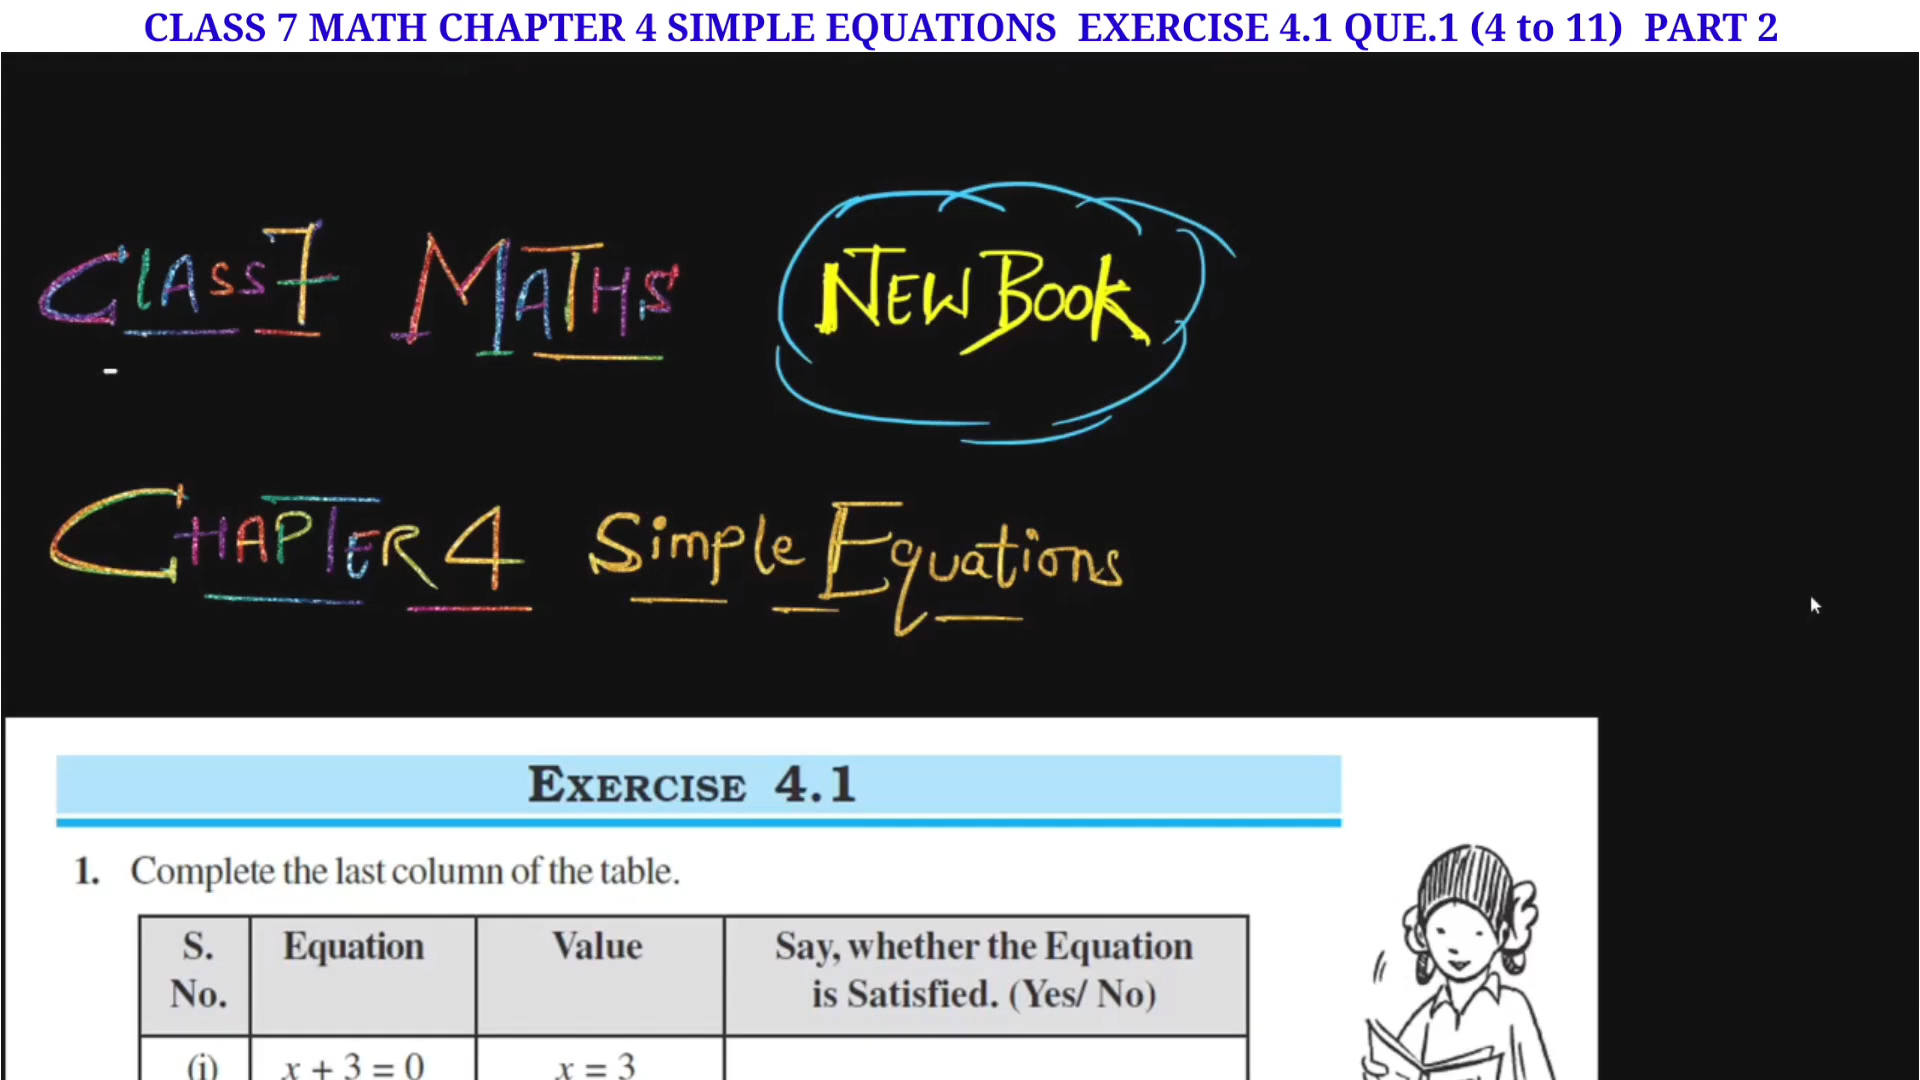 CLASS 7 MATH CHAPTER 4 SIMPLE EQUATIONS EXERCISE 4.1 QUE.1 (4 to 11) PART 2
CLASS 7 MATHS NEW BOOK
CHAPTER 4 Simple Equations
EXERCISE 4.1
1. Complete the last column of the table.
S. No. Equation Value Say, whether the Equation is Satisfied. (Yes/ No)
(i) x + 3 = 0 x = 3